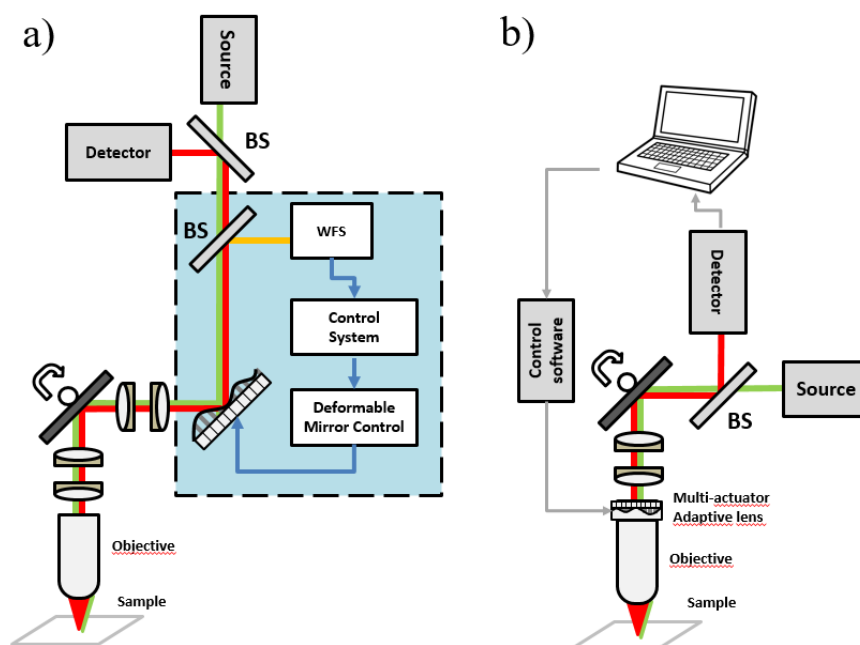 a)
Source
BS
Detector
BS
WFS
Control
System
Deformable
Mirror Control
Objective
Sample
b)
Detector
Control
software
Source
BS
Multi-actuator
Adaptive lens
Objective
Sample